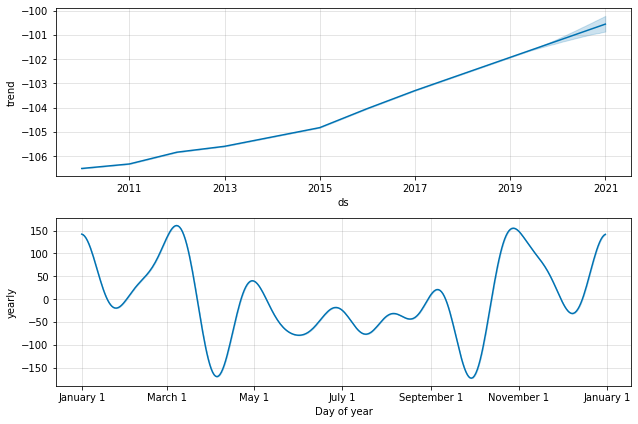 −100
−101
−102
−103
−104
−105
−106
trend
2011 2013 2015 2017 2019 2021
ds
150
100
50
0
−50
−100
−150
yearly
January 1 March 1 May 1 July 1 September 1 November 1 January 1
Day of year